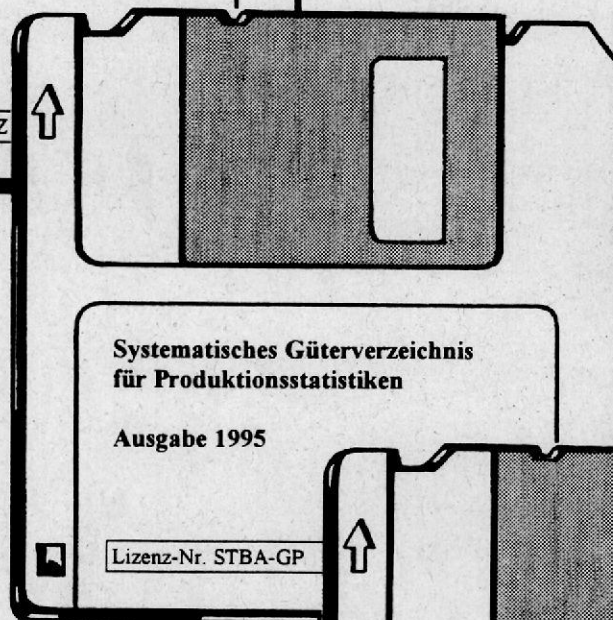 Systematisches Güterverzeichnis
für Produktionsstatistiken
Ausgabe 1995
Lizenz-Nr. STBA-GP